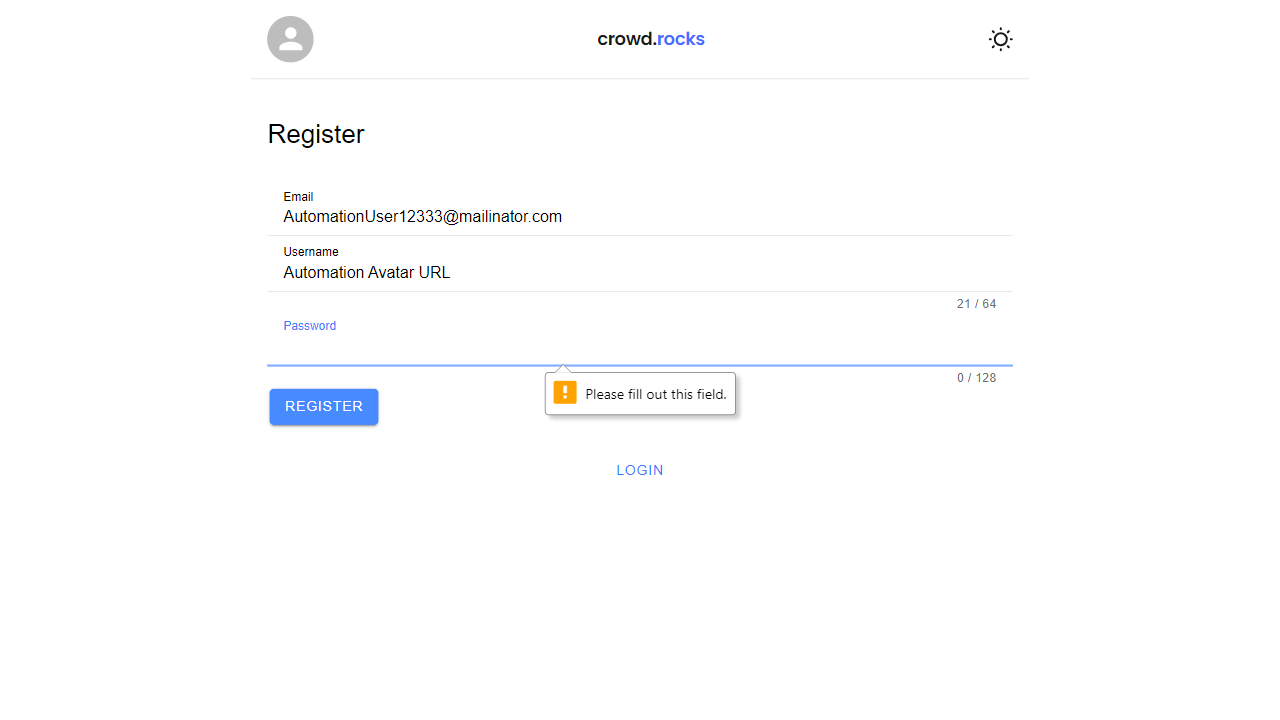 crowd.rocks
Register
Email
AutomationUser12333@mailinator.com
Username
Automation Avatar URL
21 / 64
Password
0 / 128
Please fill out this field.
REGISTER
LOGIN